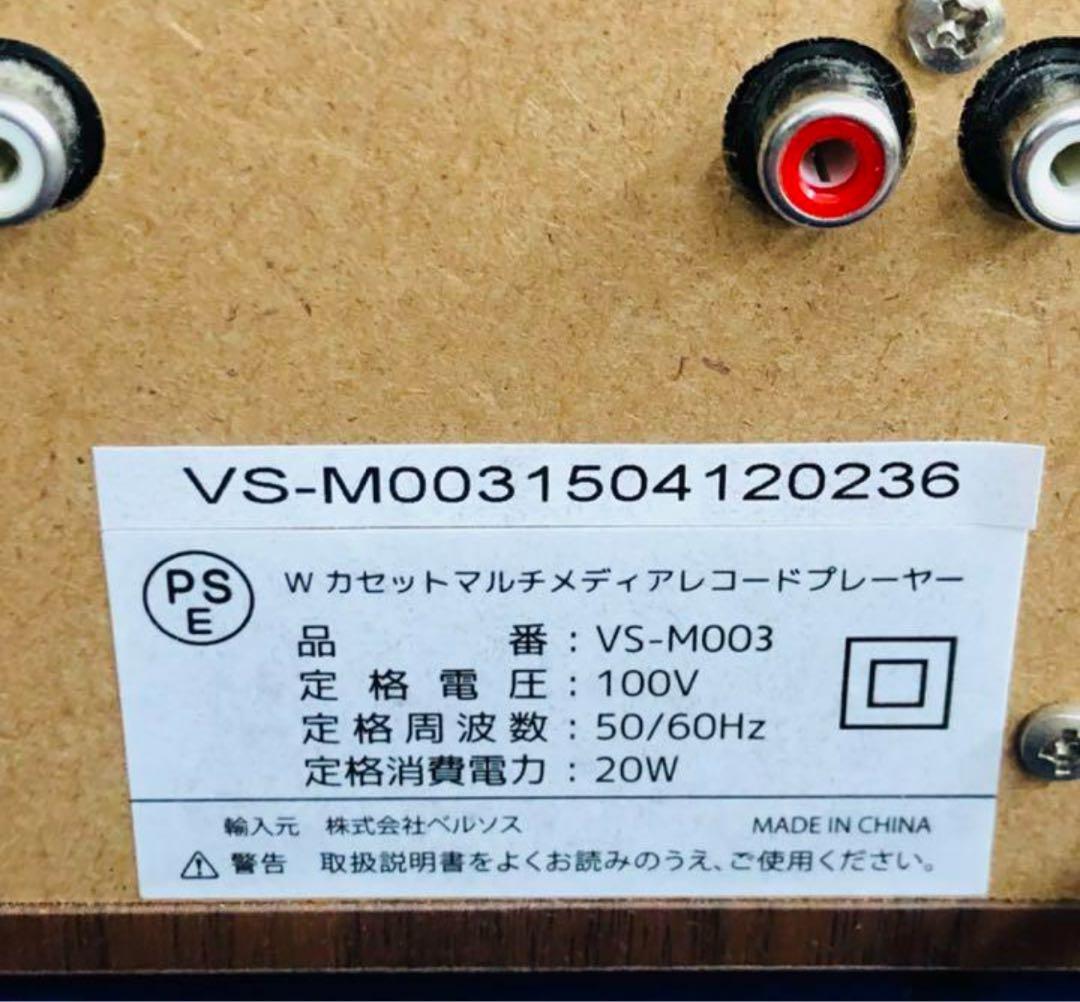 VS-M0031504120236
PS
E
W カセットマルチメディアレコードプレーヤー
品番：VS-M003
定格電圧：100V
定格周波数：50/60Hz
定格消費電力：20W
輸入元 株式会社ベルソス MADE IN CHINA
警告 取扱説明書をよくお読みのうえ、ご使用ください。